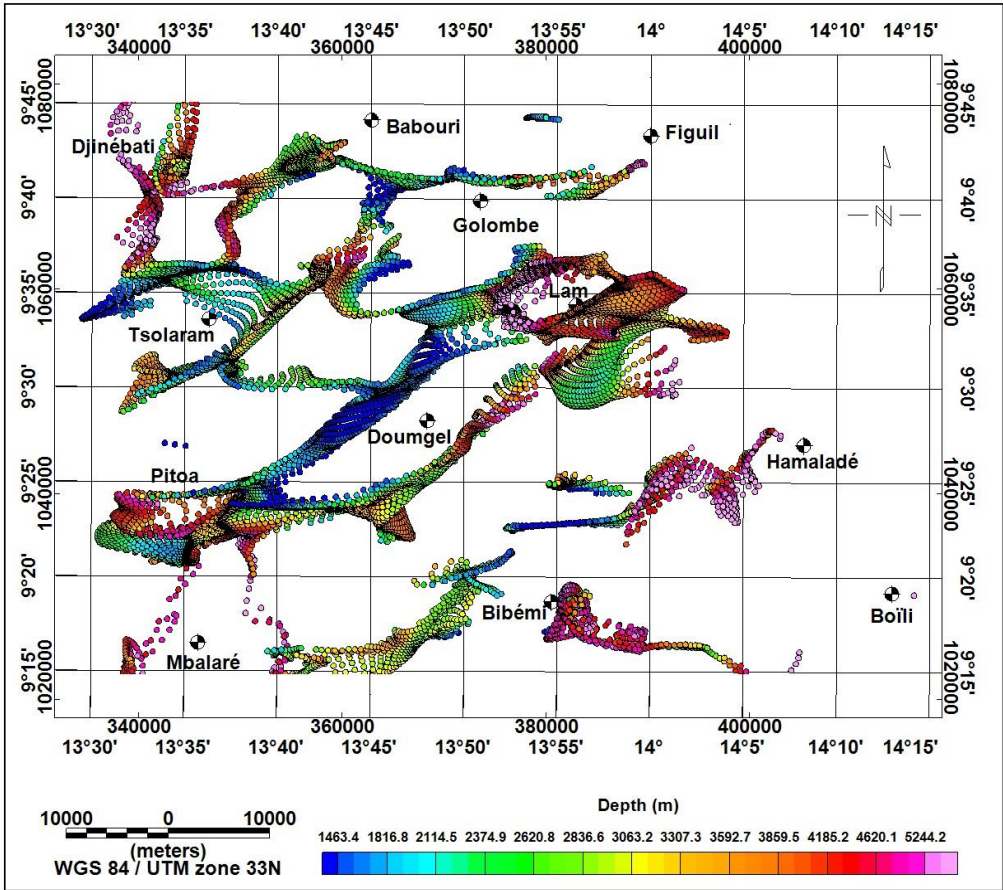 13°30' 13°35' 13°40' 13°45' 13°50' 13°55' 14° 14°05' 14°10' 14°15'
340000 360000 380000 400000
9°45' 1080000 1080000 9°45'
Babouri
Figuil
Djinébati
9°40' 9°40'
Golombe
N
9°35' 1060000 Lam 1060000 9°35'
Tsolaram
9°30' 9°30'
Doumgel
Hamaladé
Pitoa
9°25' 1040000 1040000 9°25'
9°20' 9°20'
Bibémi
Boïli
Mbalaré
9°15' 1020000 1020000 9°15'
340000 360000 380000 400000
13°30' 13°35' 13°40' 13°45' 13°50' 13°55' 14° 14°05' 14°10' 14°15'
Depth (m)
10000 0 10000
1463.4 1816.8 2114.5 2374.9 2620.8 2836.6 3063.2 3307.3 3592.7 3859.5 4185.2 4620.1 5244.2
(meters)
WGS 84 / UTM zone 33N